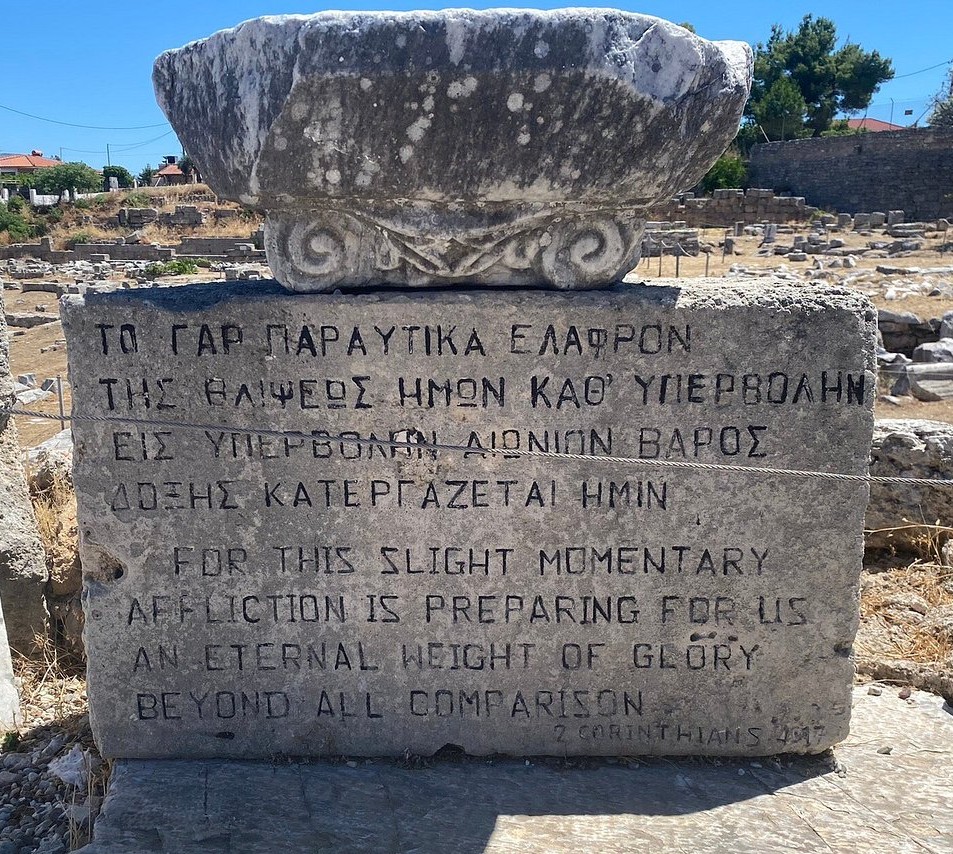 ΤΟ ΓΑΡ ΠΑΡΑΥΤΙΚΑ ΕΛΑΦΡΟΝ
ΤΗΣ ΘΛΙΨΕΩΣ ΗΜΩΝ ΚΑΘ' ΥΠΕΡΒΟΛΗΝ
ΕΙΣ ΥΠΕΡΒΟΛΗΝ ΑΙΩΝΙΟΝ ΒΑΡΟΣ
ΔΟΞΗΣ ΚΑΤΕΡΓΑΖΕΤΑΙ ΗΜΙΝ
FOR THIS SLIGHT MOMENTARY
AFFLICTION IS PREPARING FOR US
AN ETERNAL WEIGHT OF GLORY
BEYOND ALL COMPARISON
2 CORINTHIANS 4:17